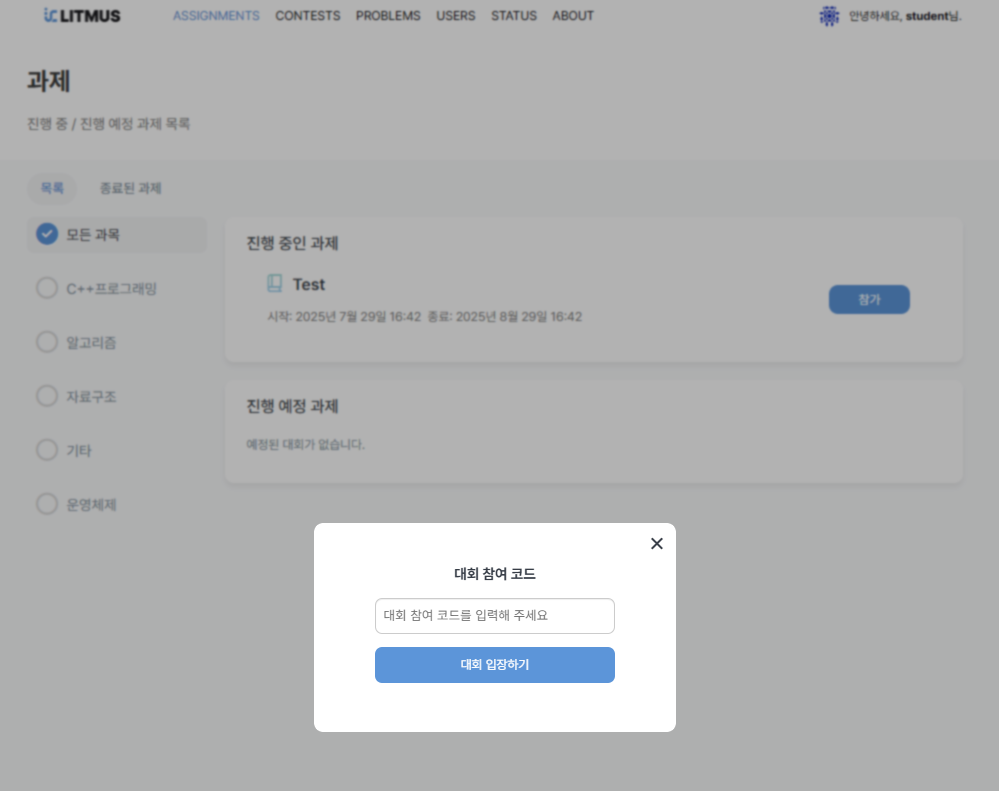 LITMUS ASSIGNMENTS CONTESTS PROBLEMS USERS STATUS ABOUT 안녕하세요, student님.
과제
진행 중 / 진행 예정 과제 목록
목록 종료된 과제
모든 과목
C++프로그래밍
알고리즘
자료구조
기타
운영체제
진행 중인 과제
Test
시작: 2025년 7월 29일 16:42 종료: 2025년 8월 29일 16:42
참가
진행 예정 과제
예정된 대회가 없습니다.
대회 참여 코드
대회 참여 코드를 입력해 주세요
대회 입장하기